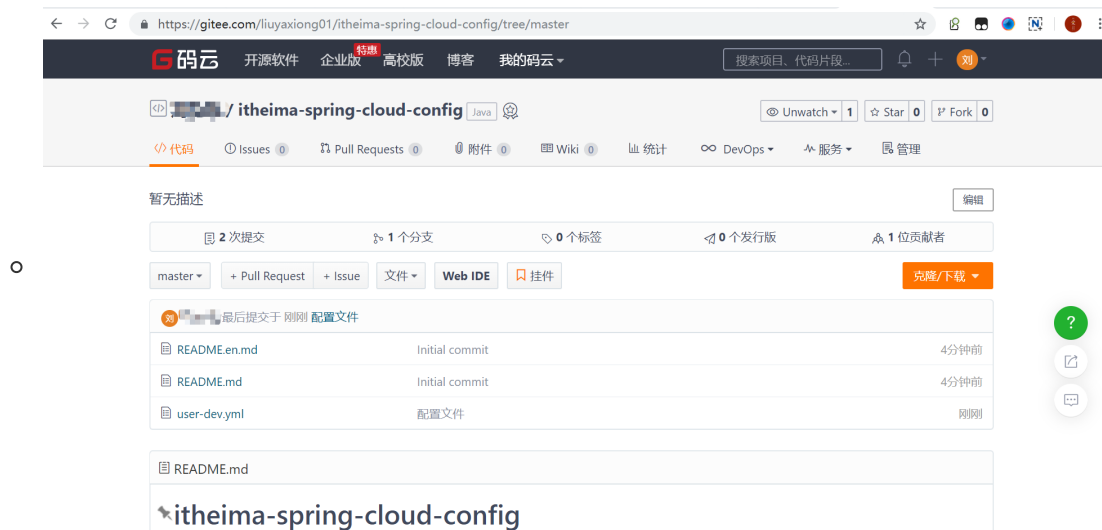 https://gitee.com/liuyaxiong01/itheima-spring-cloud-config/tree/master
G码云 开源软件 企业版 特惠 高校版 博客 我的码云 搜索项目、代码片段... 刘
/ itheima-spring-cloud-config Java Unwatch 1 Star 0 Fork 0
代码 Issues 0 Pull Requests 0 附件 0 Wiki 0 统计 DevOps 服务 管理
暂无描述 编辑
2 次提交 1 个分支 0 个标签 0 个发行版 1 位贡献者
master + Pull Request + Issue 文件 Web IDE 挂件 克隆/下载
刘 最后提交于 刚刚 配置文件
README.en.md Initial commit 4分钟前
README.md Initial commit 4分钟前
user-dev.yml 配置文件 刚刚
?
README.md
itheima-spring-cloud-config